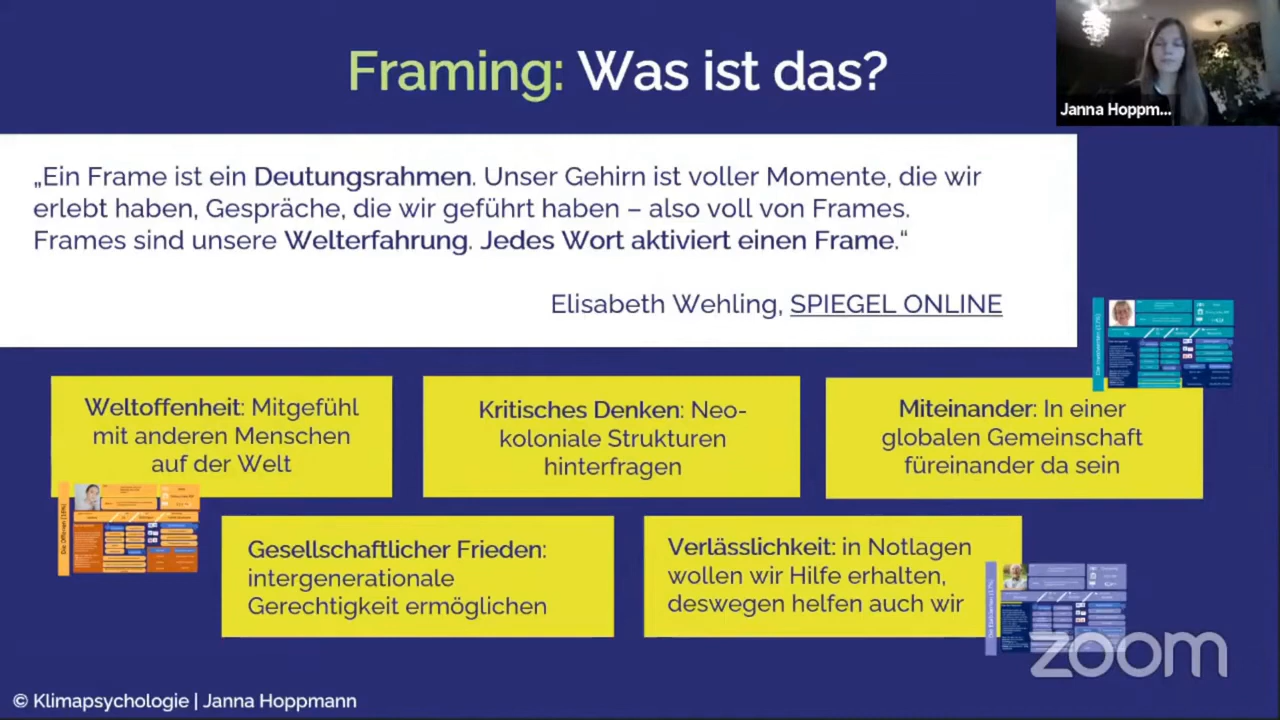 Framing: Was ist das?
Janna Hoppm...
„Ein Frame ist ein Deutungsrahmen. Unser Gehirn ist voller Momente, die wir
erlebt haben, Gespräche, die wir geführt haben – also voll von Frames.
Frames sind unsere Welterfahrung. Jedes Wort aktiviert einen Frame.“
Elisabeth Wehling, SPIEGEL ONLINE
Weltoffenheit: Mitgefühl
mit anderen Menschen
auf der Welt
Kritisches Denken: Neo-
koloniale Strukturen
hinterfragen
Miteinander: In einer
globalen Gemeinschaft
füreinander da sein
Gesellschaftlicher Frieden:
intergenerationale
Gerechtigkeit ermöglichen
Verlässlichkeit: in Notlagen
wollen wir Hilfe erhalten,
deswegen helfen auch wir
zoom
© Klimapsychologie | Janna Hoppmann